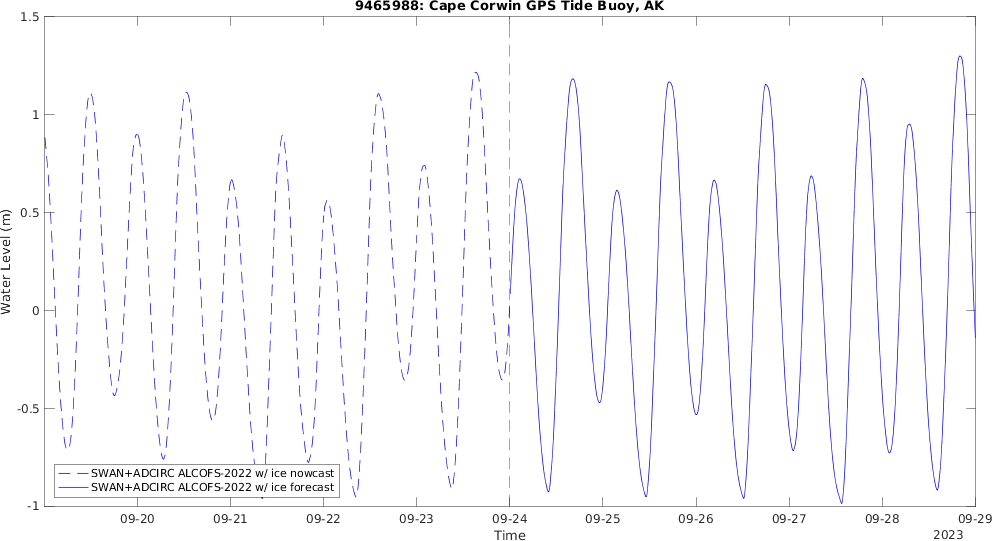 9465988: Cape Corwin GPS Tide Buoy, AK
Water Level (m)
1.5
1
0.5
0
-0.5
-1
SWAN+ADCIRC ALCOFS-2022 w/ ice nowcast
SWAN+ADCIRC ALCOFS-2022 w/ ice forecast
09-20 09-21 09-22 09-23 09-24 09-25 09-26 09-27 09-28 09-29
Time
2023